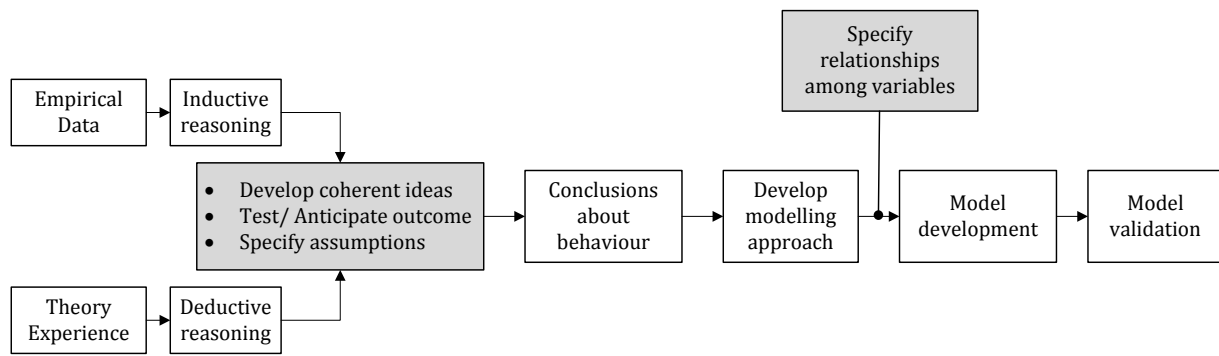 Specify
relationships
among variables
Empirical
Data
Inductive
reasoning
• Develop coherent ideas
• Test/ Anticipate outcome
• Specify assumptions
Conclusions
about
behaviour
Develop
modelling
approach
Model
development
Model
validation
Theory
Experience
Deductive
reasoning